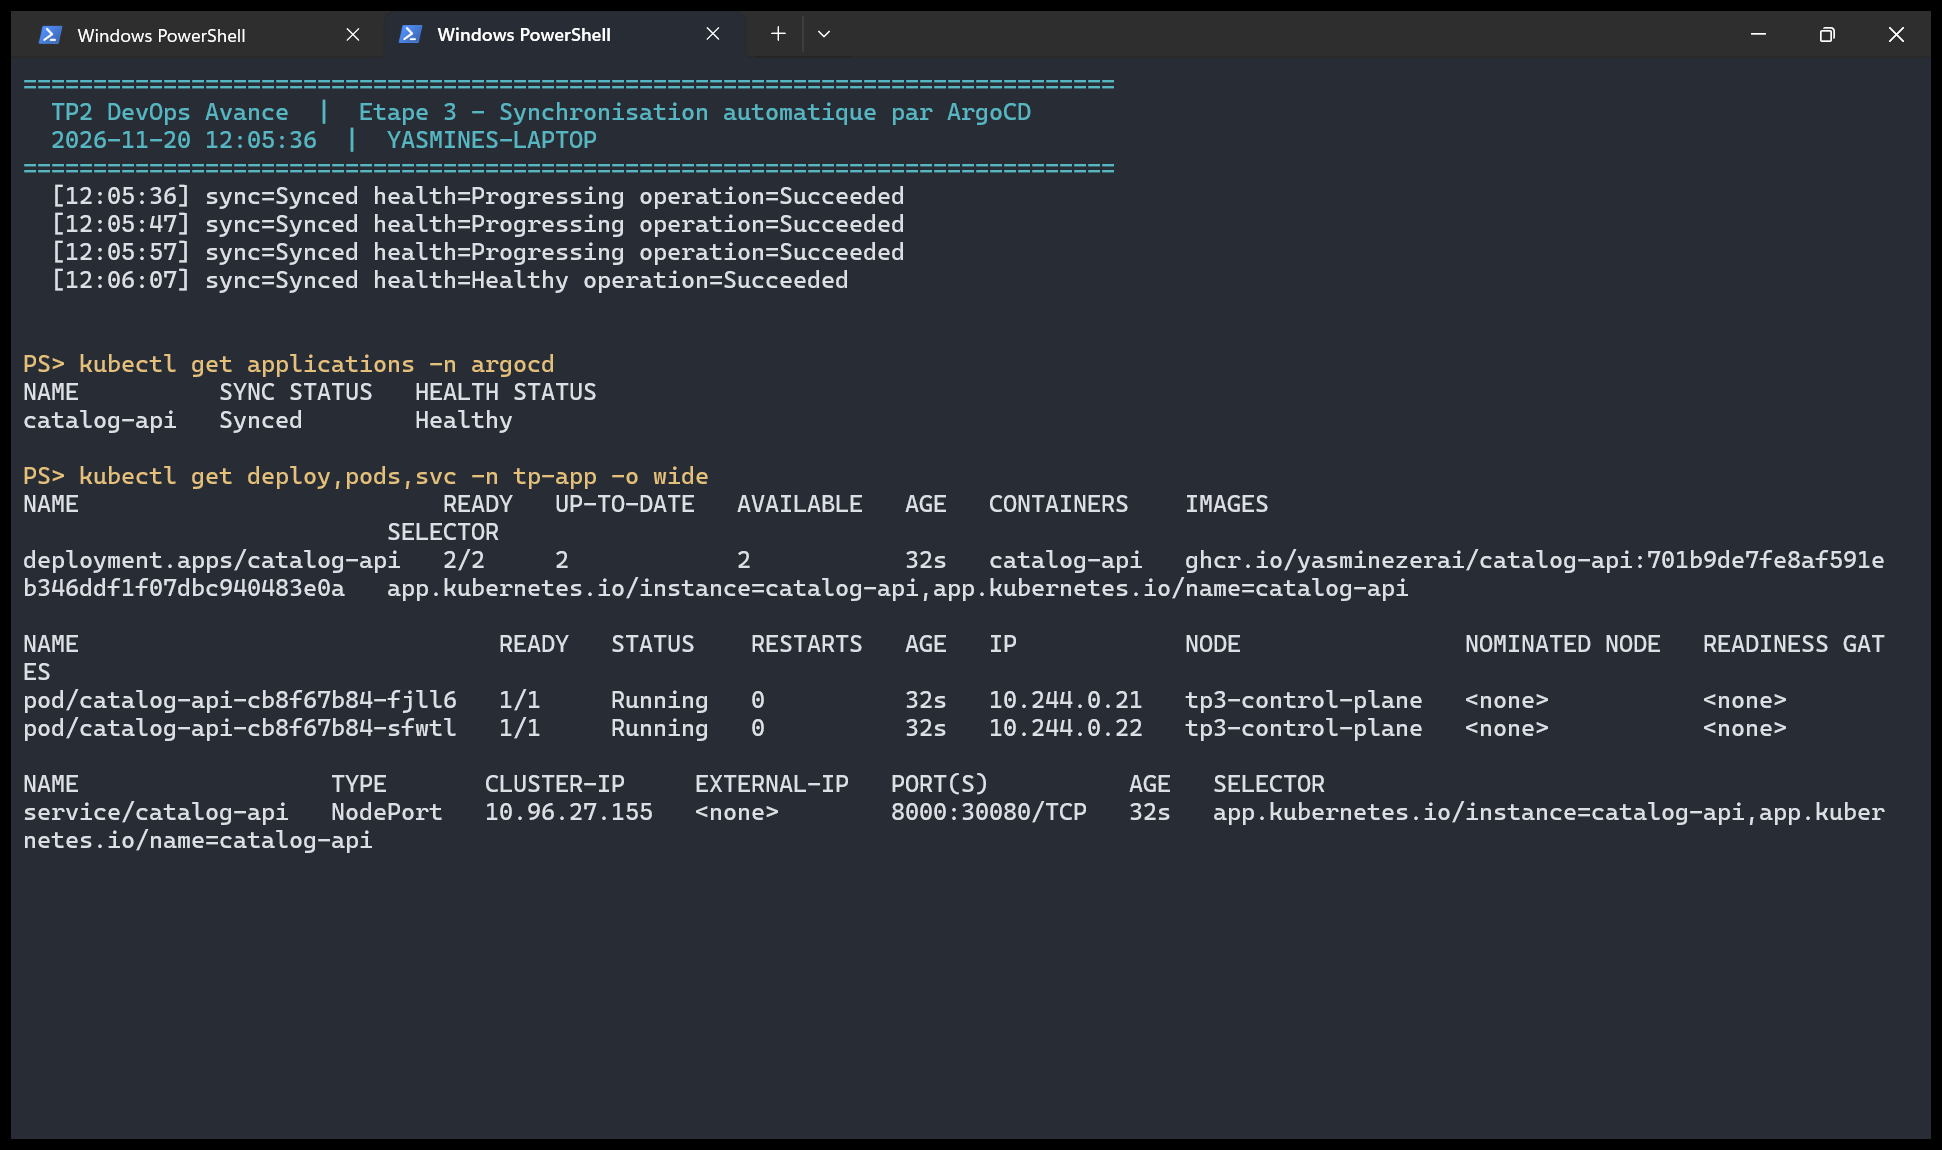 Windows PowerShell
Windows PowerShell
==============================================================================
TP2 DevOps Avance  |  Etape 3 - Synchronisation automatique par ArgoCD
2026-11-20 12:05:36  |  YASMINES-LAPTOP
==============================================================================
[12:05:36] sync=Synced health=Progressing operation=Succeeded
[12:05:47] sync=Synced health=Progressing operation=Succeeded
[12:05:57] sync=Synced health=Progressing operation=Succeeded
[12:06:07] sync=Synced health=Healthy operation=Succeeded
PS> kubectl get applications -n argocd
NAME          SYNC STATUS   HEALTH STATUS
catalog-api   Synced        Healthy
PS> kubectl get deploy,pods,svc -n tp-app -o wide
NAME                          READY   UP-TO-DATE   AVAILABLE   AGE   CONTAINERS    IMAGES
SELECTOR
deployment.apps/catalog-api   2/2     2            2           32s   catalog-api   ghcr.io/yasminezerai/catalog-api:701b9de7fe8af591e
b346ddf1f07dbc940483e0a   app.kubernetes.io/instance=catalog-api,app.kubernetes.io/name=catalog-api
NAME                              READY   STATUS    RESTARTS   AGE   IP            NODE                NOMINATED NODE   READINESS GAT
ES
pod/catalog-api-cb8f67b84-fjll6   1/1     Running   0          32s   10.244.0.21   tp3-control-plane   <none>           <none>
pod/catalog-api-cb8f67b84-sfwtl   1/1     Running   0          32s   10.244.0.22   tp3-control-plane   <none>           <none>
NAME                  TYPE       CLUSTER-IP     EXTERNAL-IP   PORT(S)          AGE   SELECTOR
service/catalog-api   NodePort   10.96.27.155   <none>        8000:30080/TCP   32s   app.kubernetes.io/instance=catalog-api,app.kuber
netes.io/name=catalog-api